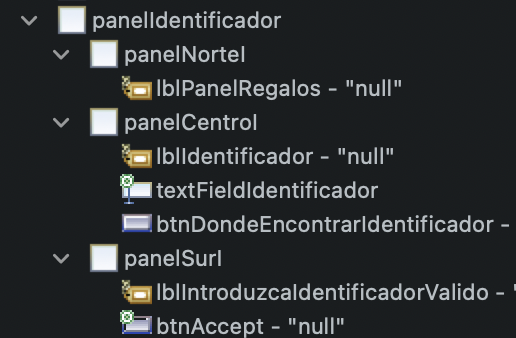 panelIdentificador
panelNorteI
lblPanelRegalos - "null"
panelCentroI
lblIdentificador - "null"
textFieldIdentificador
btnDondeEncontrarIdentificador -
panelSurI
lblIntroduzcaIdentificadorValido - "
btnAccept - "null"